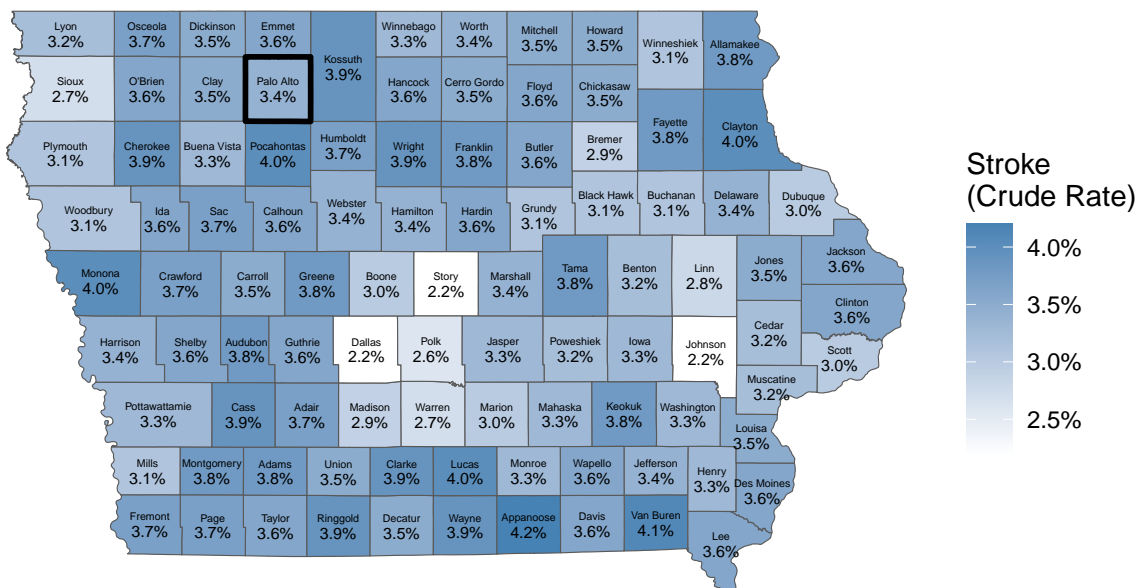 Lyon
3.2%
Osceola
3.7%
Dickinson
3.5%
Emmet
3.6%
Kossuth
3.9%
Winnebago
3.3%
Worth
3.4%
Mitchell
3.5%
Howard
3.5%
Winneshiek
3.1%
Allamakee
3.8%
Sioux
2.7%
O'Brien
3.6%
Clay
3.5%
Palo Alto
3.4%
Hancock
3.6%
Cerro Gordo
3.5%
Floyd
3.6%
Chickasaw
3.5%
Fayette
3.8%
Clayton
4.0%
Plymouth
3.1%
Cherokee
3.9%
Buena Vista
3.3%
Pocahontas
4.0%
Humboldt
3.7%
Wright
3.9%
Franklin
3.8%
Butler
3.6%
Bremer
2.9%
Woodbury
3.1%
Ida
3.6%
Sac
3.7%
Calhoun
3.6%
Webster
3.4%
Hamilton
3.4%
Hardin
3.6%
Grundy
3.1%
Black Hawk
3.1%
Buchanan
3.1%
Delaware
3.4%
Dubuque
3.0%
Monona
4.0%
Crawford
3.7%
Carroll
3.5%
Greene
3.8%
Boone
3.0%
Story
2.2%
Marshall
3.4%
Tama
3.8%
Benton
3.2%
Linn
2.8%
Jones
3.5%
Jackson
3.6%
Clinton
3.6%
Harrison
3.4%
Shelby
3.6%
Audubon
3.8%
Guthrie
3.6%
Dallas
2.2%
Polk
2.6%
Jasper
3.3%
Poweshiek
3.2%
Iowa
3.3%
Johnson
2.2%
Cedar
3.2%
Scott
3.0%
Muscatine
3.2%
Pottawattamie
3.3%
Cass
3.9%
Adair
3.7%
Madison
2.9%
Warren
2.7%
Marion
3.0%
Mahaska
3.3%
Keokuk
3.8%
Washington
3.3%
Louisa
3.5%
Mills
3.1%
Montgomery
3.8%
Adams
3.8%
Union
3.5%
Clarke
3.9%
Lucas
4.0%
Monroe
3.3%
Wapello
3.6%
Jefferson
3.4%
Henry
3.3%
Des Moines
3.6%
Fremont
3.7%
Page
3.7%
Taylor
3.6%
Ringgold
3.9%
Decatur
3.5%
Wayne
3.9%
Appanoose
4.2%
Davis
3.6%
Van Buren
4.1%
Lee
3.6%
Stroke
(Crude Rate)
4.0%
3.5%
3.0%
2.5%